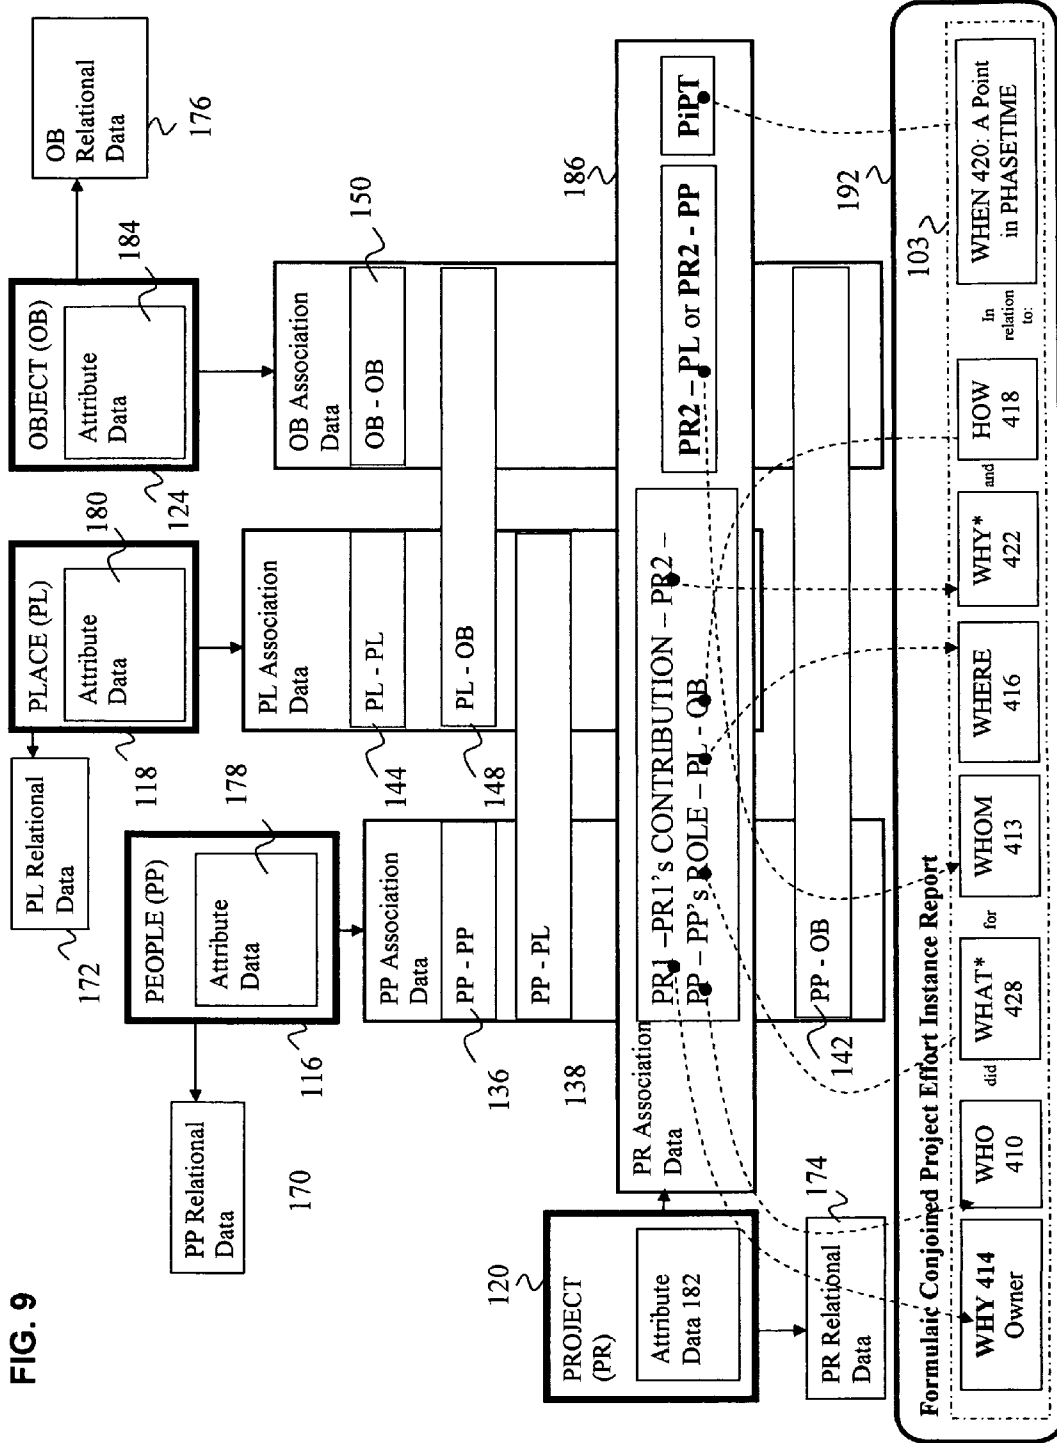 FIG. 9
OB
Relational
Data
176
OBJECT (OB)
Attribute
Data
184
124
PLACE (PL)
Attribute
Data
180
118
PL Relational
Data
172
PEOPLE (PP)
Attribute
Data
178
116
PP Relational
Data
170
OB Association
Data
OB - OB
150
PL Association
Data
PL - PL
144
PL - OB
148
PP Association
Data
PP - PP
136
PP - PL
138
PP - OB
142
PROJECT
(PR)
120
Attribute
Data 182
PR Relational
Data
174
PR Association
Data
PR1 –PR1's CONTRIBUTION – PR2 –
PP – PP's ROLE – PL - OB
PR2 – PL or PR2 - PP
PiPT
186
192
103
Formulaic Conjoined Project Effort Instance Report
WHY 414
Owner
WHO
410
did
WHAT*
428
for
WHOM
413
WHERE
416
WHY*
422
and
HOW
418
In
relation
to:
WHEN 420: A Point
in PHASETIME